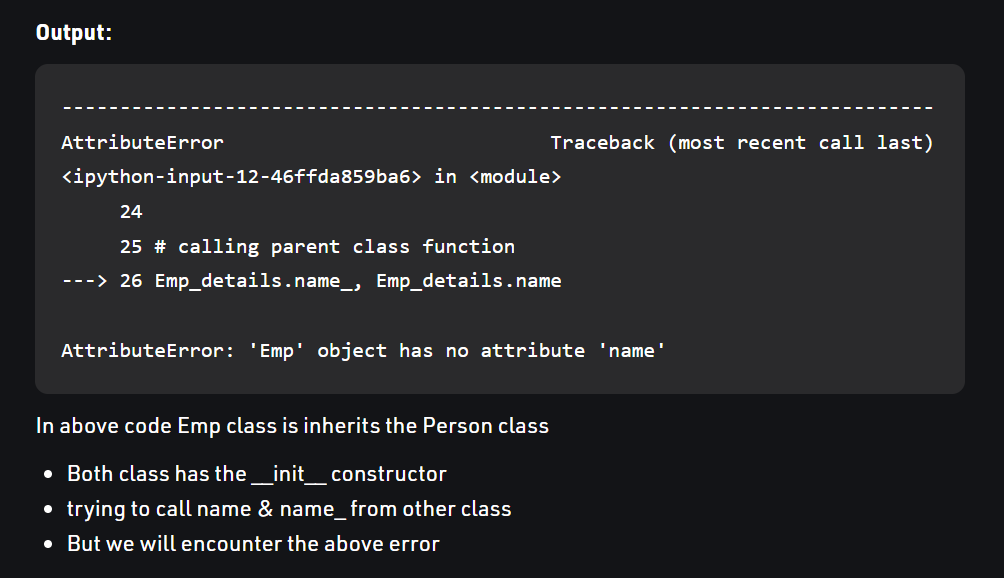 Output:
---------------------------------------------------------------------------
AttributeError                            Traceback (most recent call last)
<ipython-input-12-46ffda859ba6> in <module>
     24
     25 # calling parent class function
---> 26 Emp_details.name_, Emp_details.name
AttributeError: 'Emp' object has no attribute 'name'
In above code Emp class is inherits the Person class
• Both class has the __init__ constructor
• trying to call name & name_ from other class
• But we will encounter the above error